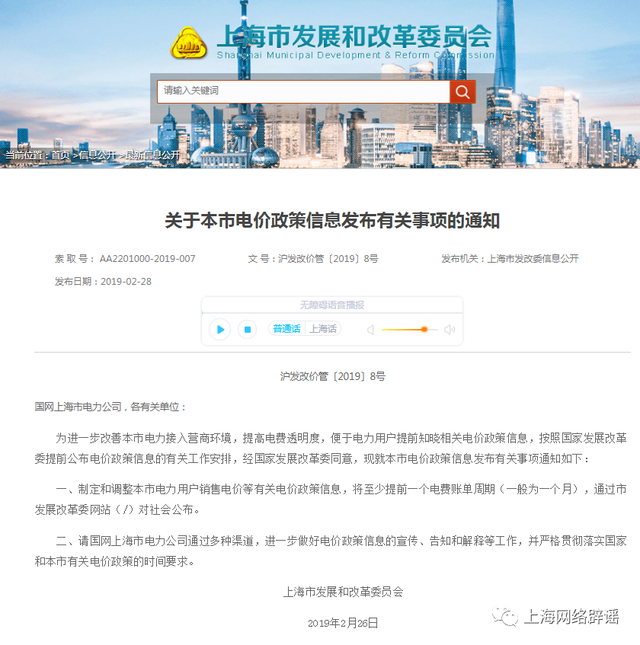 上海市发展和改革委员会
Shanghai Municipal Development & Reform Commission
请输入关键词
当前位置：首页 >信息公开 >最新信息公开
关于本市电价政策信息发布有关事项的通知
索 取 号： AA2201000-2019-007 文 号：沪发改价管〔2019〕8号 发布机关：上海市发改委信息公开
发布日期：2019-02-28
无障碍语音播报
普通话 上海话
沪发改价管〔2019〕8号
国网上海市电力公司，各有关单位：
为进一步改善本市电力接入营商环境，提高电费透明度，便于电力用户提前知晓相关电价政策信息，按照国家发展改革
委提前公布电价政策信息的有关工作安排，经国家发展改革委同意，现就本市电价政策信息发布有关事项通知如下：
一、制定和调整本市电力用户销售电价等有关电价政策信息，将至少提前一个电费账单周期（一般为一个月），通过市
发展改革委网站（/）对社会公布。
二、请国网上海市电力公司通过多种渠道，进一步做好电价政策信息的宣传、告知和解释等工作，并严格贯彻落实国家
和本市有关电价政策的时间要求。
上海市发展和改革委员会
2019年2月26日
上海网络辟谣